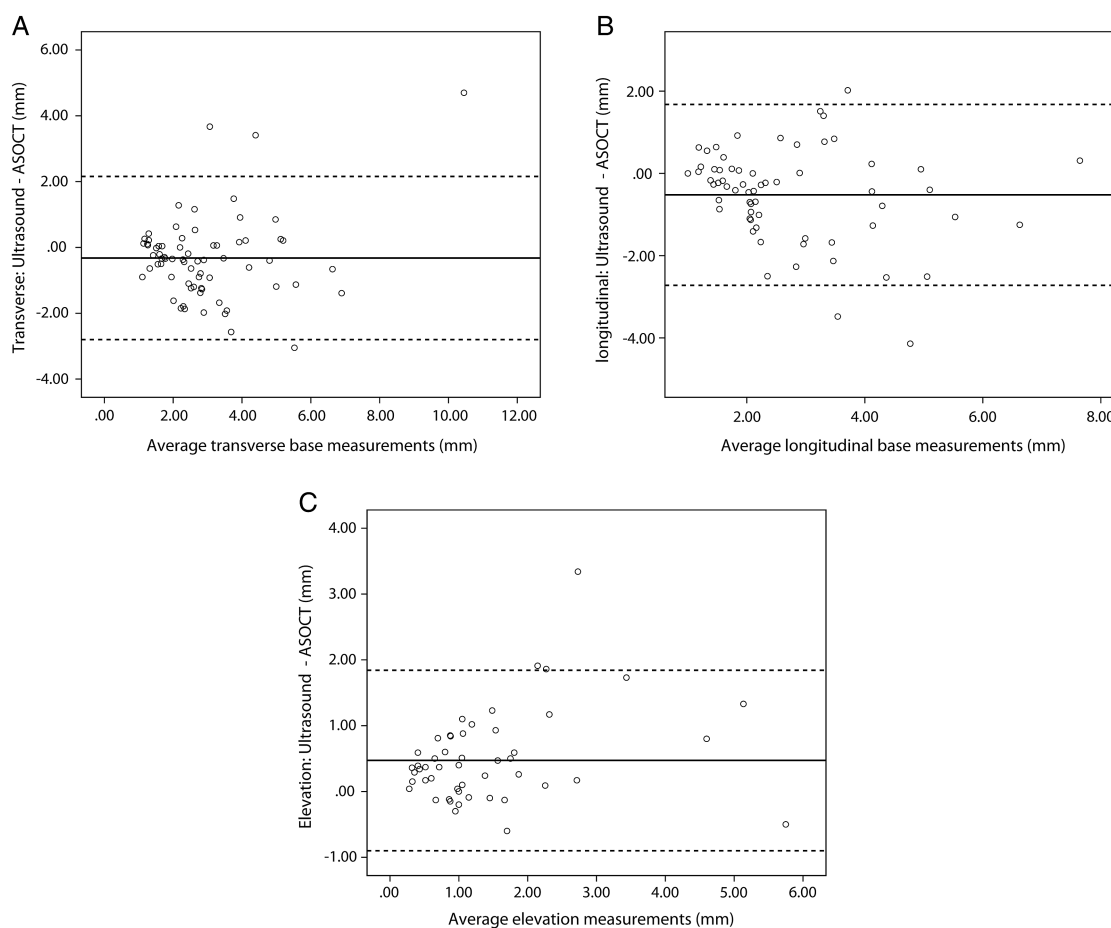 A
6.00
4.00
2.00
.00
-2.00
-4.00
Transverse: Ultrasound - ASOCT (mm)
.00 2.00 4.00 6.00 8.00 10.00 12.00
Average transverse base measurements (mm)
B
2.00
.00
-2.00
-4.00
longitudinal: Ultrasound - ASOCT (mm)
2.00 4.00 6.00 8.00
Average longitudinal base measurements (mm)
C
4.00
3.00
2.00
1.00
.00
-1.00
Elevation: Ultrasound - ASOCT (mm)
.00 1.00 2.00 3.00 4.00 5.00 6.00
Average elevation measurements (mm)